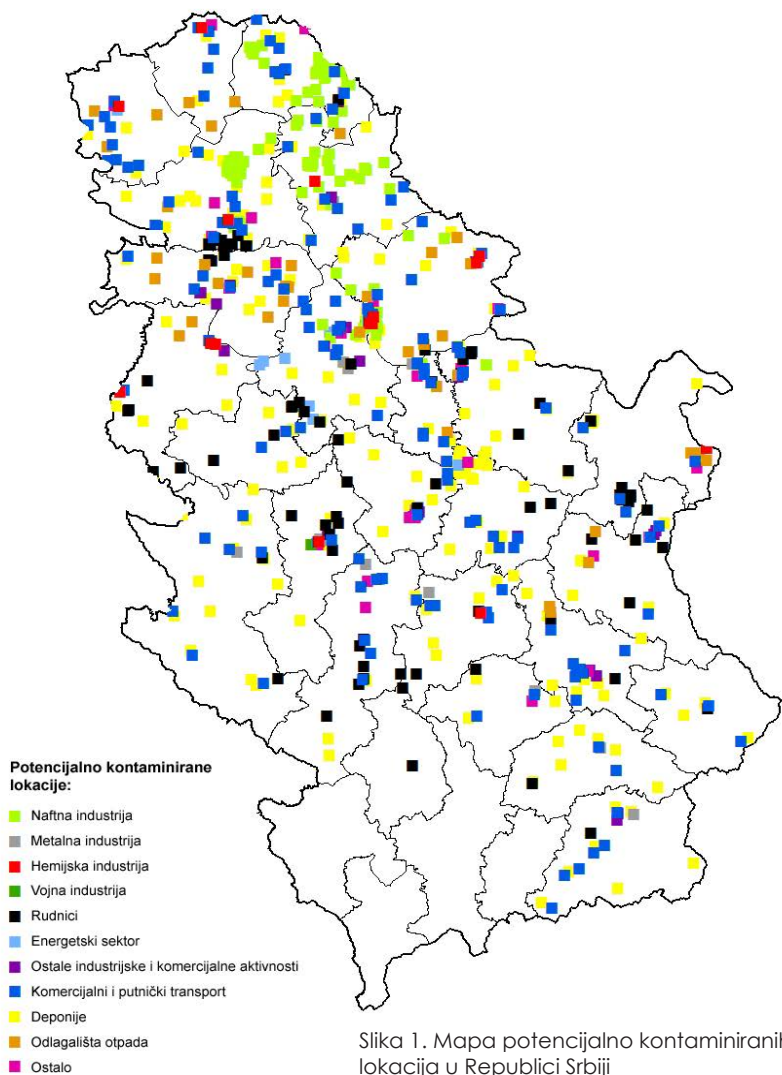 Potencijalno kontaminirane
lokacije:
Naftna industrija
Metalna industrija
Hemijska industrija
Vojna industrija
Rudnici
Energetski sektor
Ostale industrijske i komercijalne aktivnosti
Komercijalni i putnički transport
Deponije
Odlagališta otpada
Ostalo
Slika 1. Mapa potencijalno kontaminiranih
lokacija u Republici Srbiji